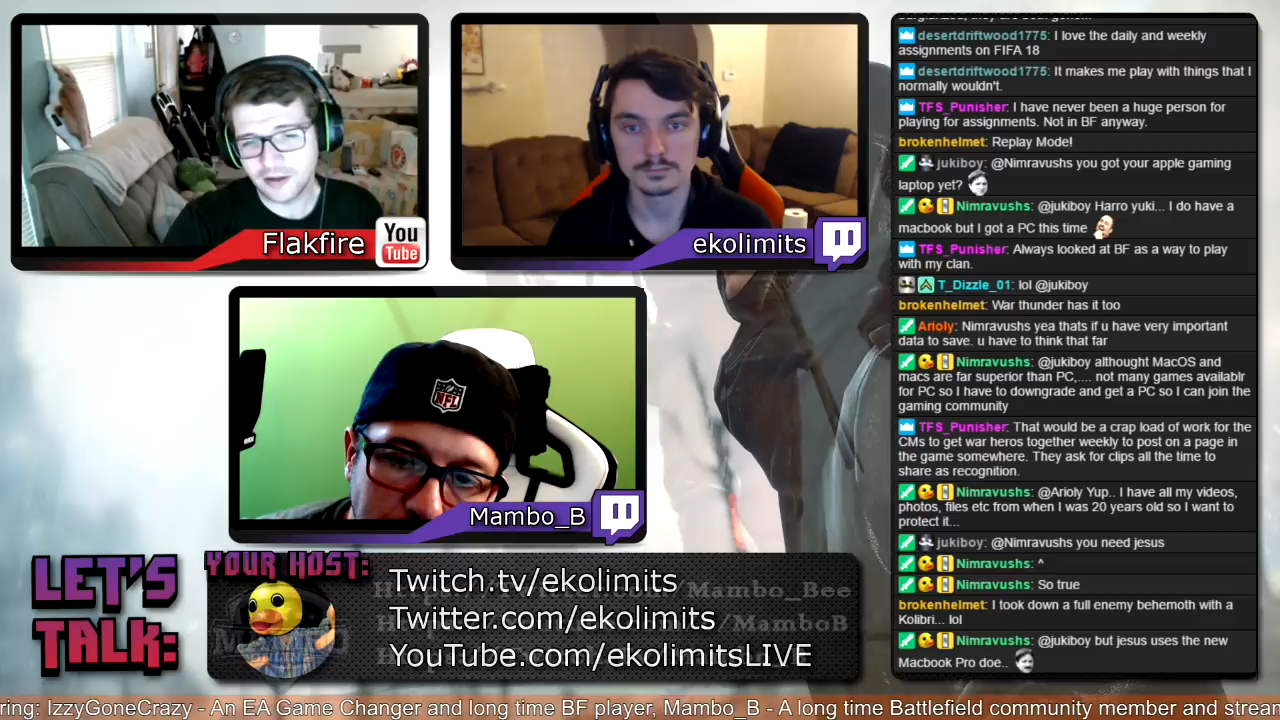 Flakfire
You
Tube
ekolimits
NFL
Mambo_B
LET'S
TALK:
YOUR HOST:
Twitch.tv/ekolimits
Twitter.com/ekolimits
YouTube.com/ekolimitsLIVE
Mambo_Bee
/MamboB
desertdriftwood1775: I love the daily and weekly
assignments on FIFA 18
desertdriftwood1775: It makes me play with things that I
normally wouldn't.
TFS_Punisher: I have never been a huge person for
playing for assignments. Not in BF anyway.
brokenhelmet: Replay Mode!
jukiboy: @Nimravushs you got your apple gaming
laptop yet?
Nimravushs: @jukiboy Harro yuki... I do have a
macbook but I got a PC this time
TFS_Punisher: Always looked at BF as a way to play
with my clan.
T_Dizzle_01: lol @jukiboy
brokenhelmet: War thunder has it too
Arioly: Nimravushs yea thats if u have very important
data to save. u have to think that far
Nimravushs: @jukiboy althought MacOS and
macs are far superior than PC,.... not many games availablr
for PC so I have to downgrade and get a PC so I can join the
gaming community
TFS_Punisher: That would be a crap load of work for the
CMs to get war heros together weekly to post on a page in
the game somewhere. They ask for clips all the time to
share as recognition.
Nimravushs: @Arioly Yup.. I have all my videos,
photos, files etc from when I was 20 years old so I want to
protect it...
jukiboy: @Nimravushs you need jesus
Nimravushs: ^
Nimravushs: So true
brokenhelmet: I took down a full enemy behemoth with a
Kolibri... lol
Nimravushs: @jukiboy but jesus uses the new
Macbook Pro doe..
ring: IzzyGoneCrazy - An EA Game Changer and long time BF player, Mambo_B - A long time Battlefield community member and stream